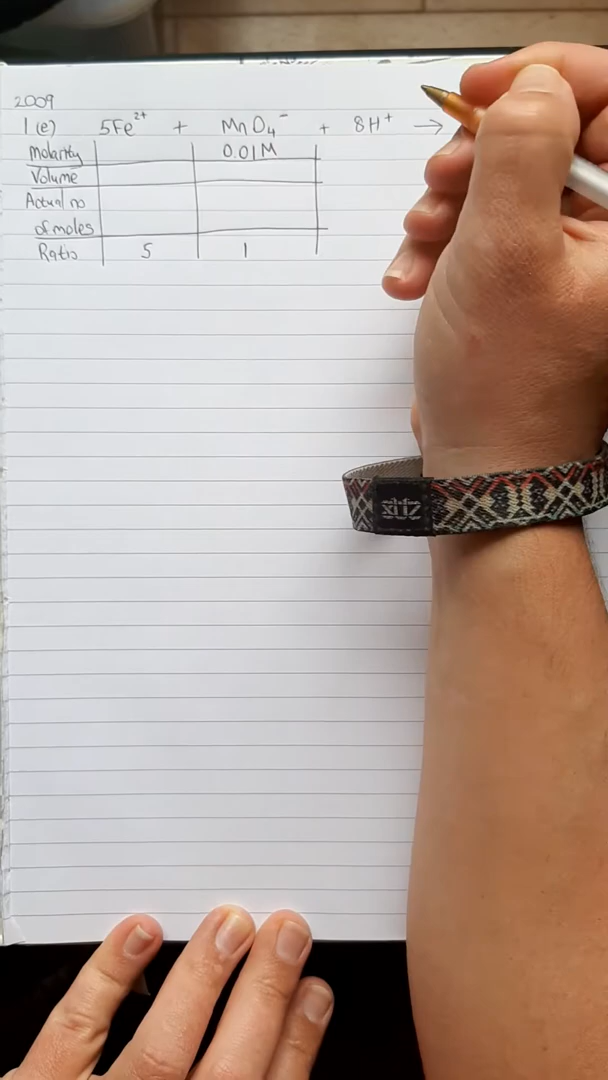 2009
1(e) 5Fe²⁺ + MnO₄⁻ + 8H⁺ →
Molarity 0.01M
Volume
Actual no
of moles
Ratio 5 1